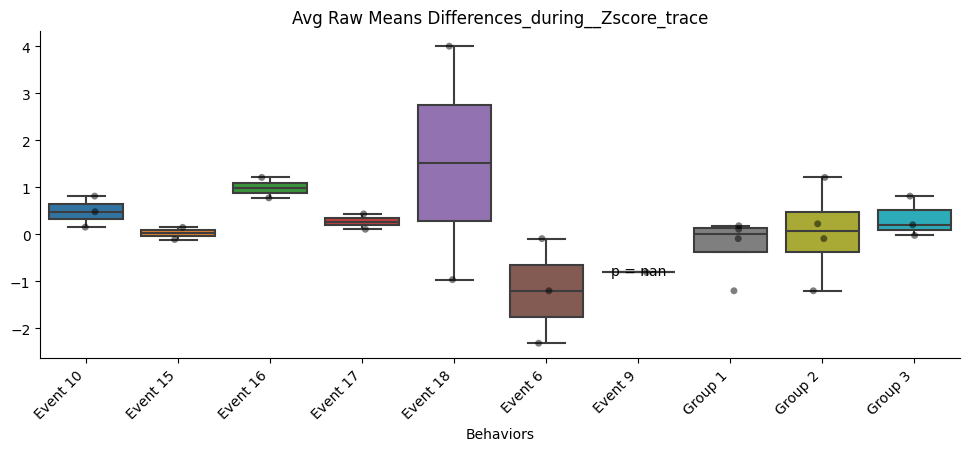 Avg Raw Means Differences_during__Zscore_trace
4
3
2
1
0
−1
−2
p = nan
Event 10
Event 15
Event 16
Event 17
Event 18
Event 6
Event 9
Group 1
Group 2
Group 3
Behaviors